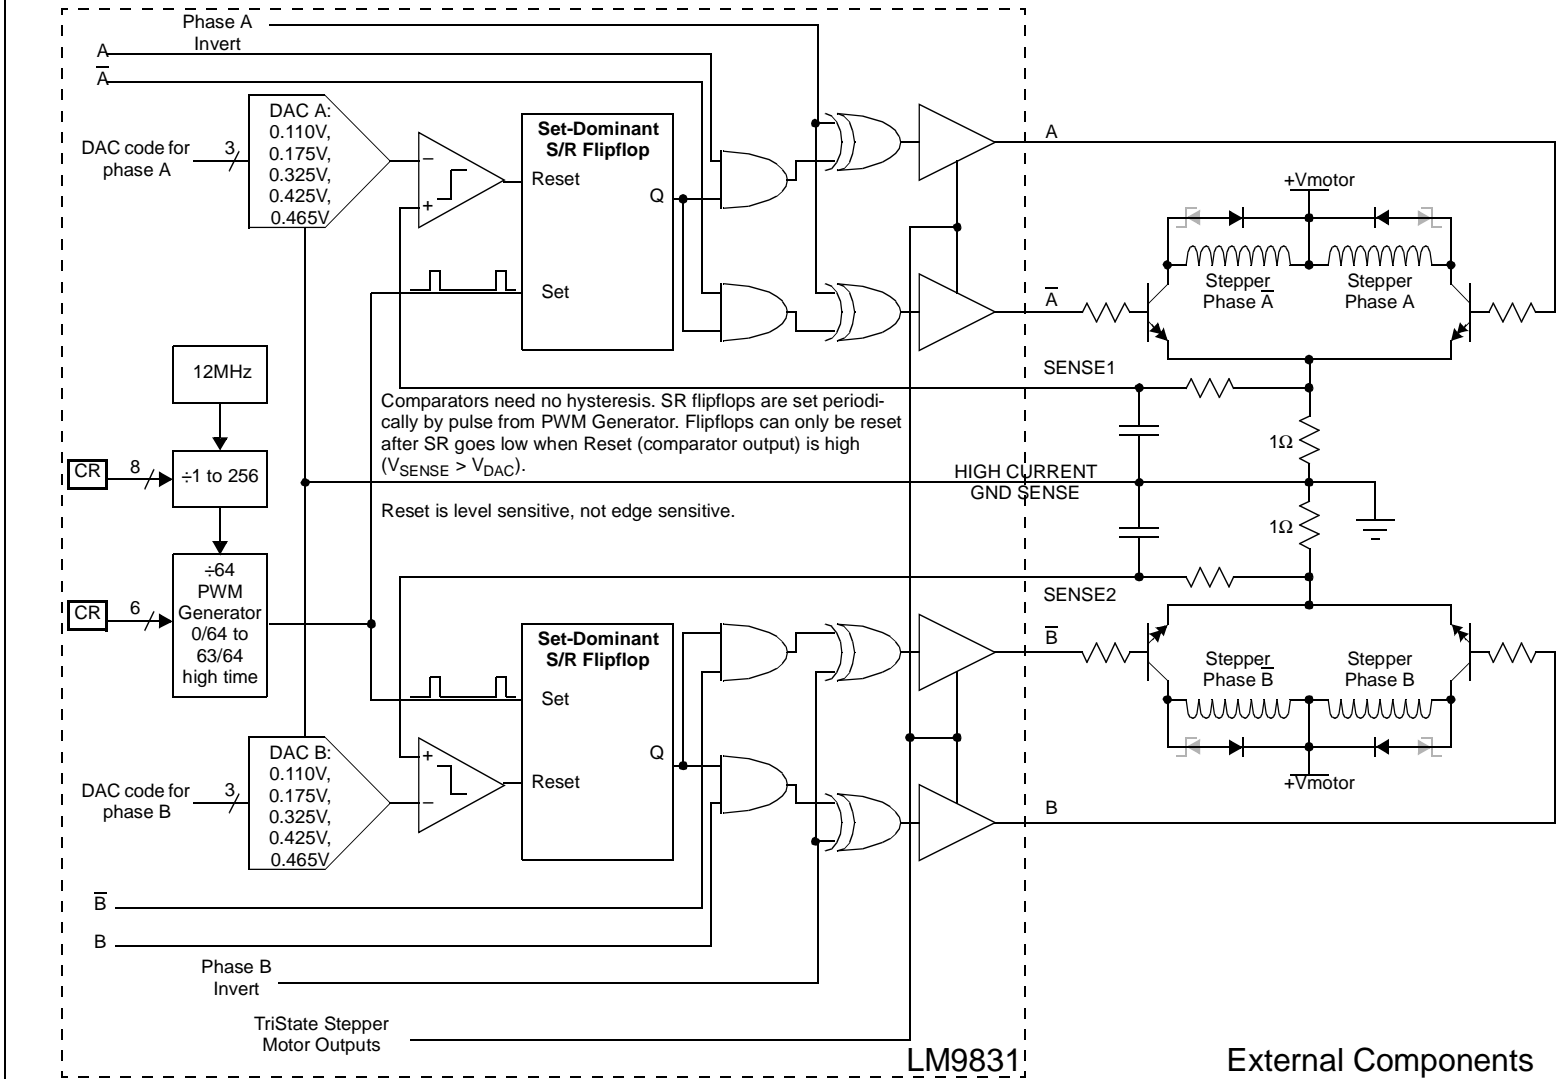 Phase A
Invert
A
A̅
DAC code for
phase A
3
DAC A:
0.110V,
0.175V,
0.325V,
0.425V,
0.465V
−
+
Set-Dominant
S/R Flipflop
Reset
Q
Set
A
A̅
+Vmotor
Stepper
Phase A̅
Stepper
Phase A
12MHz
CR
8
÷1 to 256
CR
6
÷64
PWM
Generator
0/64 to
63/64
high time
Comparators need no hysteresis. SR flipflops are set periodi-
cally by pulse from PWM Generator. Flipflops can only be reset
after SR goes low when Reset (comparator output) is high
(VSENSE > VDAC).
Reset is level sensitive, not edge sensitive.
SENSE1
1Ω
HIGH CURRENT
GND SENSE
1Ω
SENSE2
Set-Dominant
S/R Flipflop
Set
Q
Reset
B̅
Stepper
Phase B̅
Stepper
Phase B
+Vmotor
B
DAC code for
phase B
3
DAC B:
0.110V,
0.175V,
0.325V,
0.425V,
0.465V
+
−
B̅
B
Phase B
Invert
TriState Stepper
Motor Outputs
LM9831
External Components